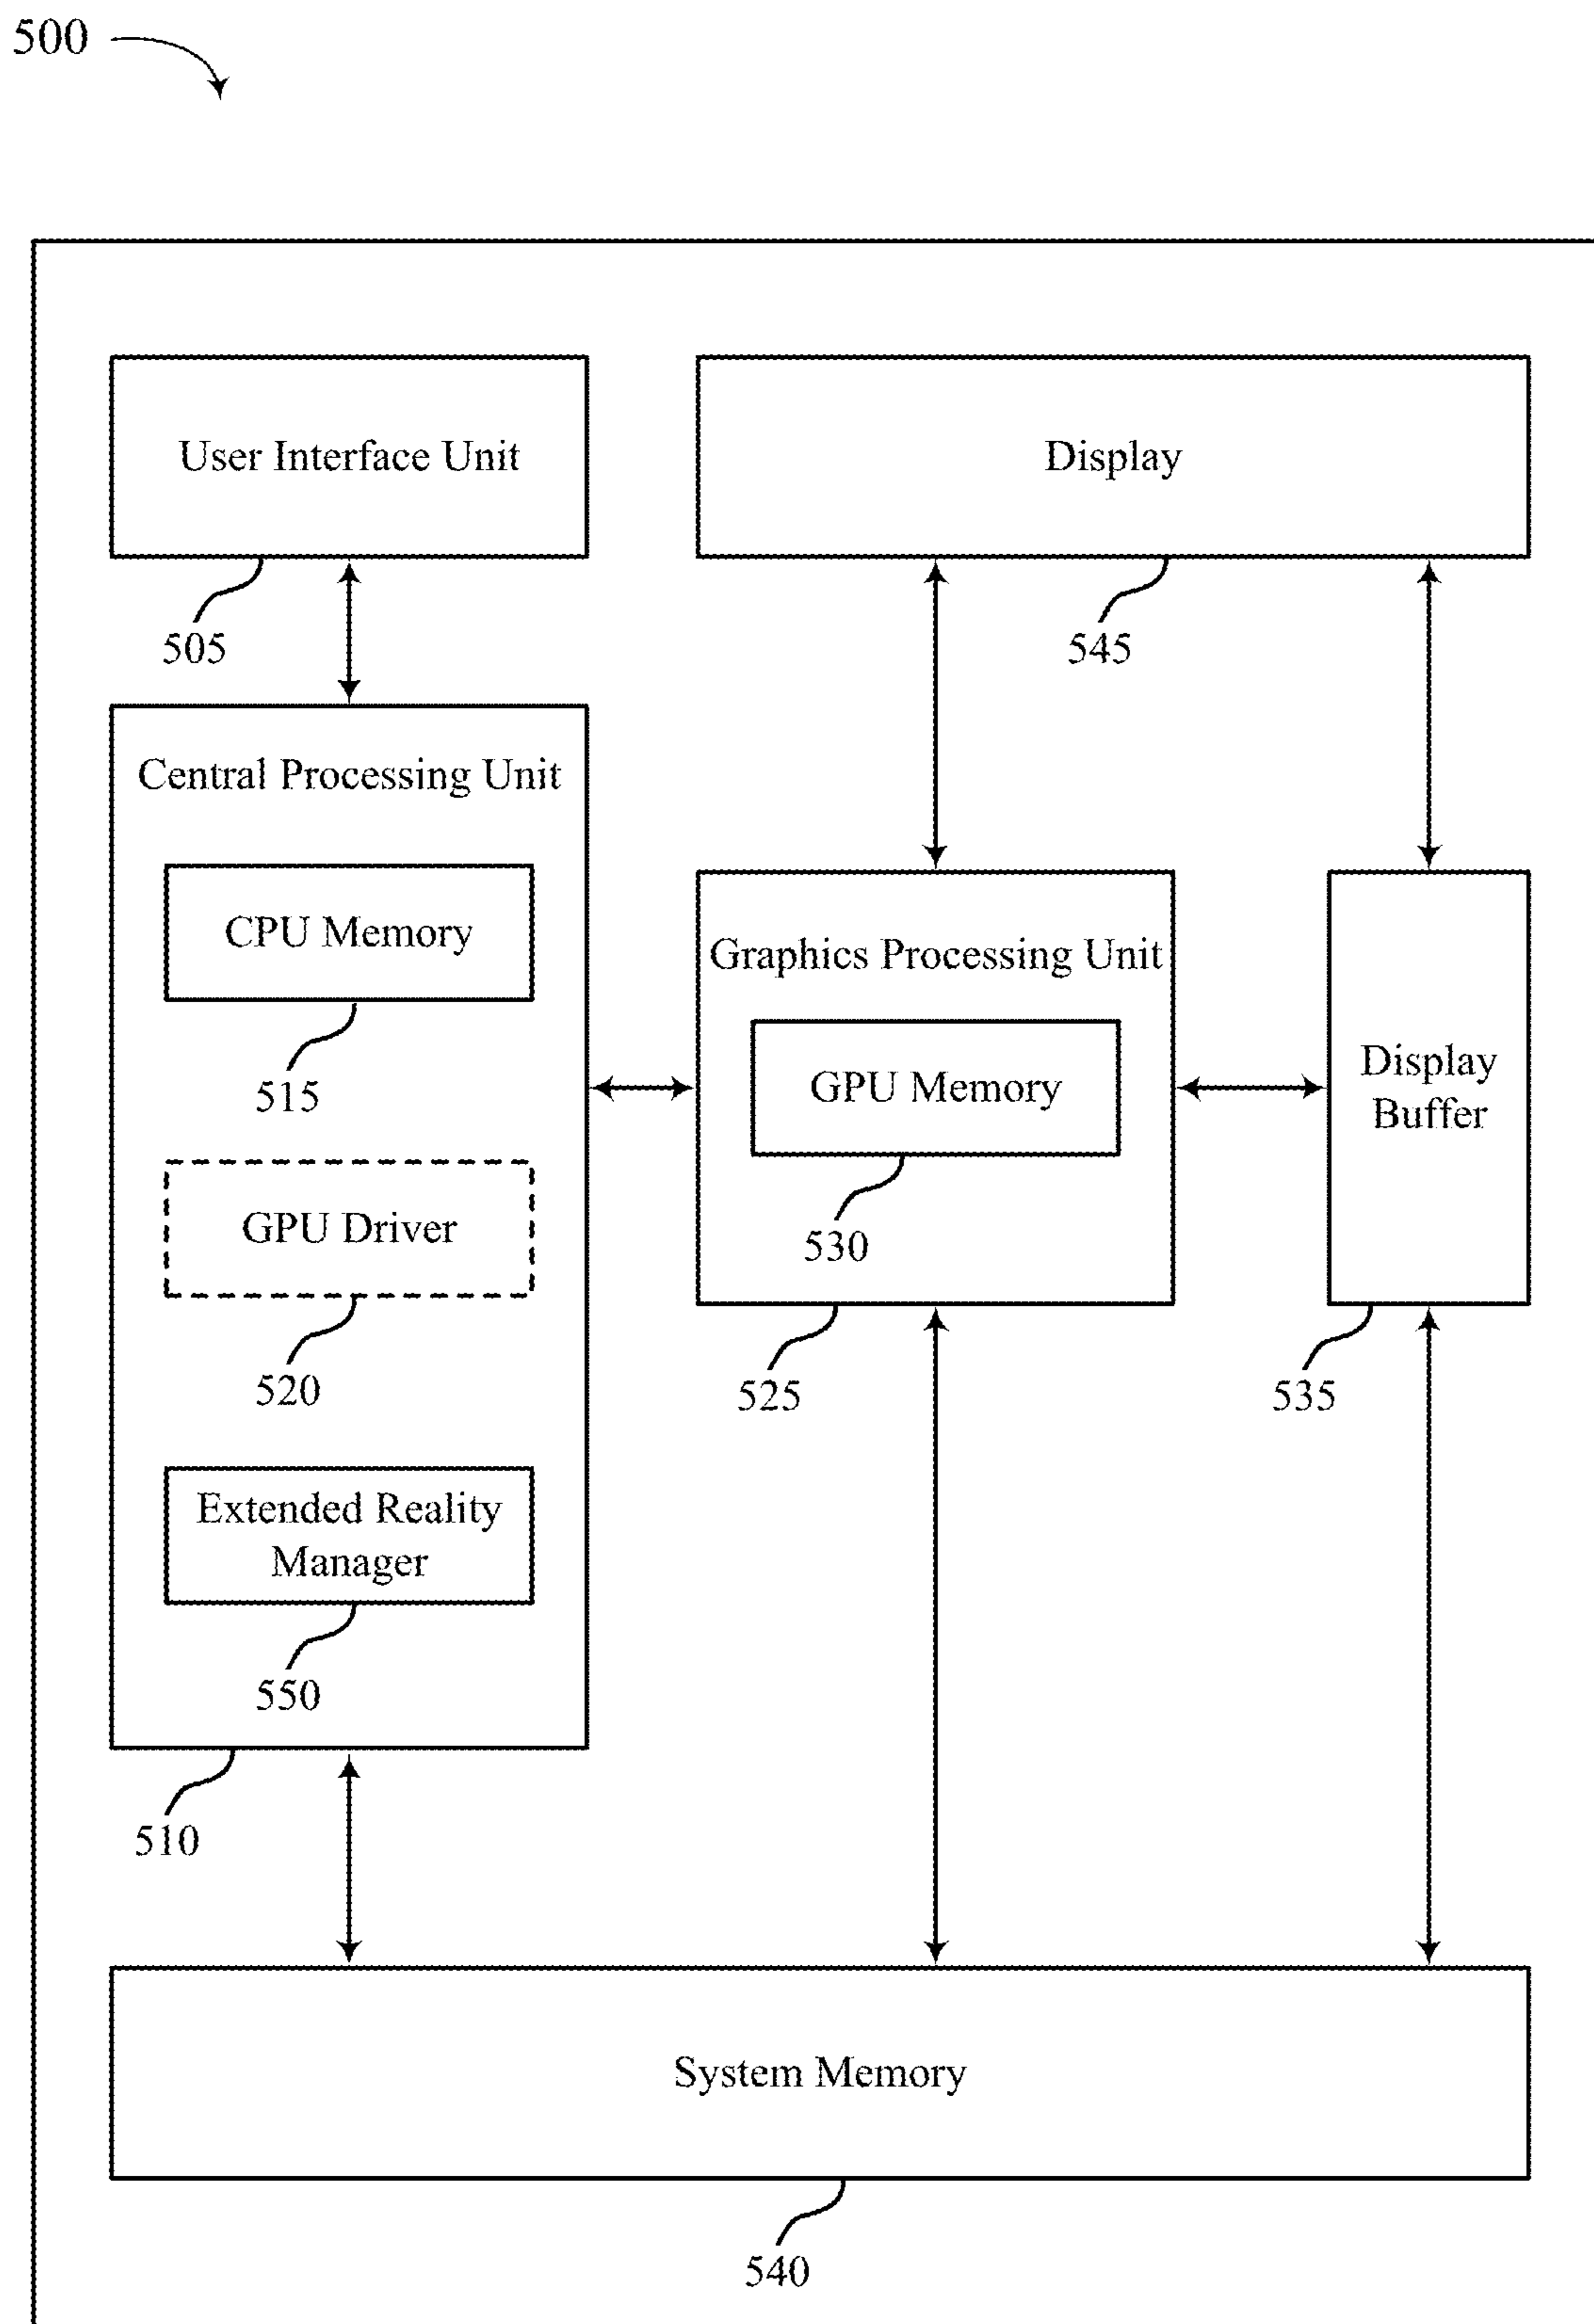 500
User Interface Unit
Display
505
545
Central Processing Unit
CPU Memory
515
GPU Driver
520
Extended Reality
Manager
550
510
Graphics Processing Unit
GPU Memory
530
525
Display
Buffer
535
System Memory
540